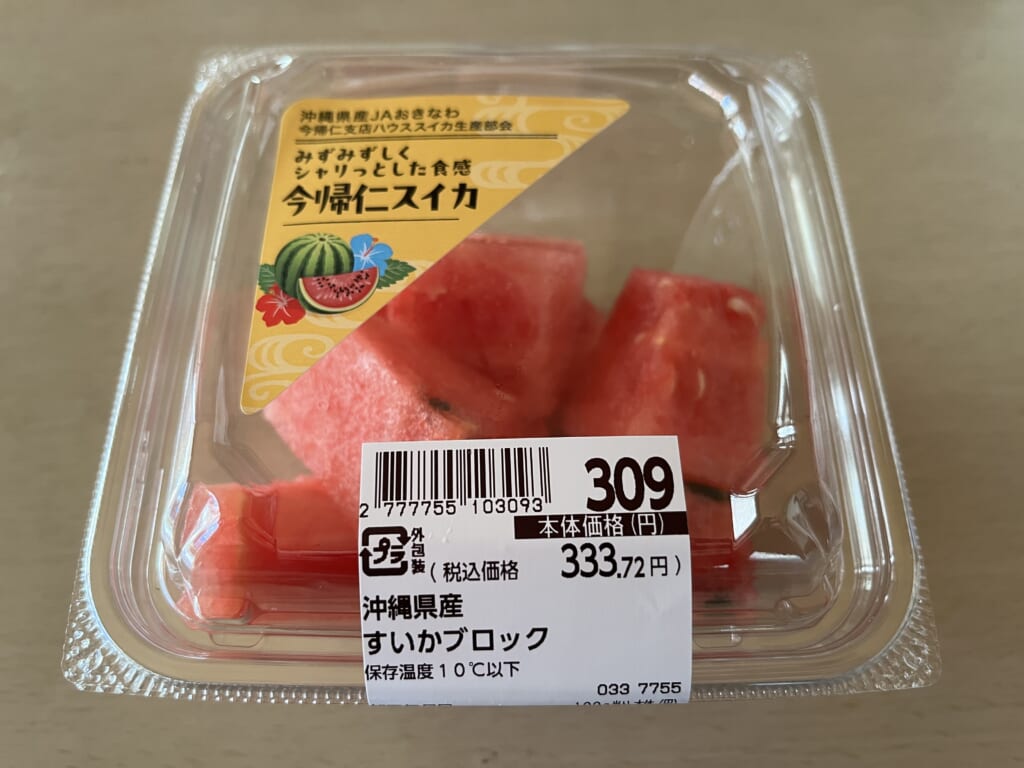 沖縄県産JAおきなわ
今帰仁支店ハウススイカ生産部会
みずみずしく
シャリっとした食感
今帰仁スイカ
309
2 777755 103093
本体価格(円)
プラ
外包装
(税込価格 333.72円)
沖縄県産
すいかブロック
保存温度10℃以下
033 7755